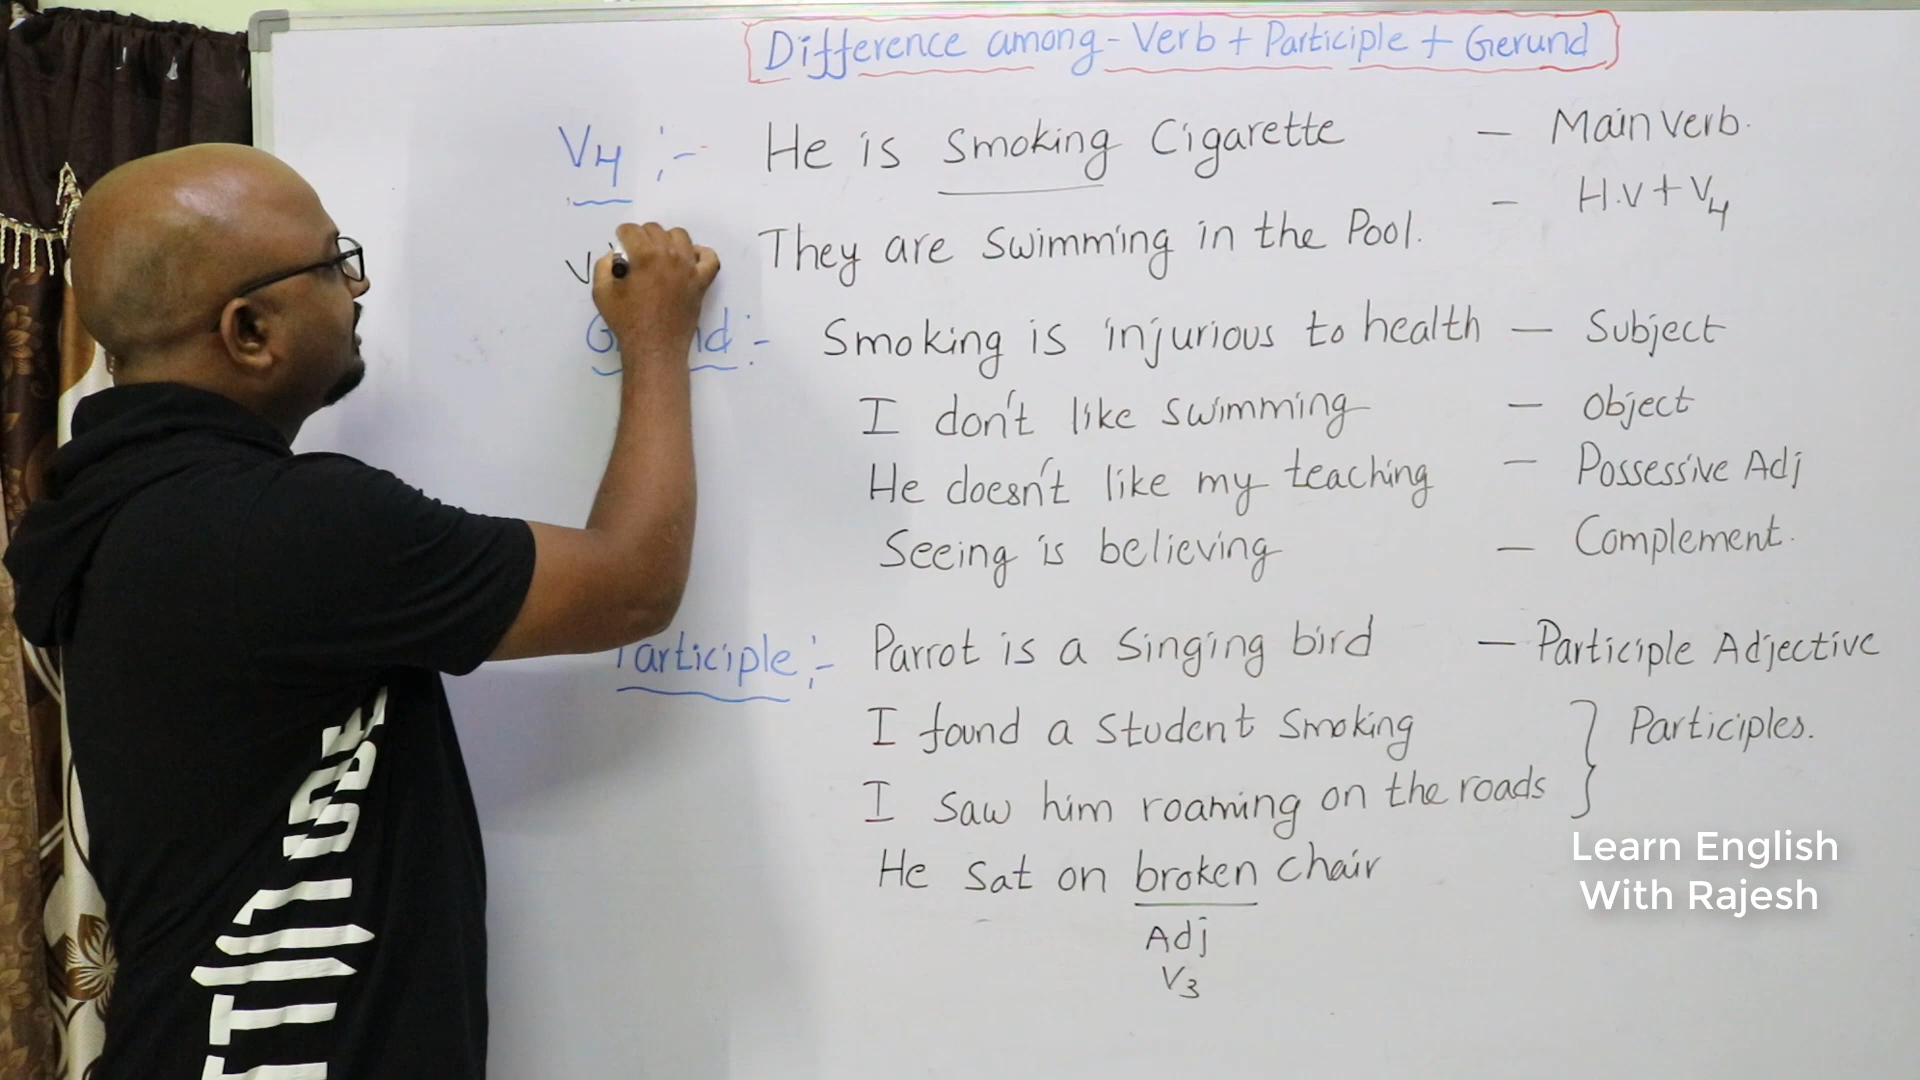 Difference among - Verb + Participle + Gerund
V4 :- He is Smoking Cigarette - Main Verb.
They are Swimming in the Pool. - H.V + V4
Smoking is injurious to health - Subject
I don't like swimming - Object
He doesn't like my teaching - Possessive Adj
Seeing is believing - Complement.
Participle :- Parrot is a Singing bird - Participle Adjective
I found a Student Smoking } Participles.
I Saw him roaming on the roads
He Sat on broken chair
Adj
V3
Learn English
With Rajesh